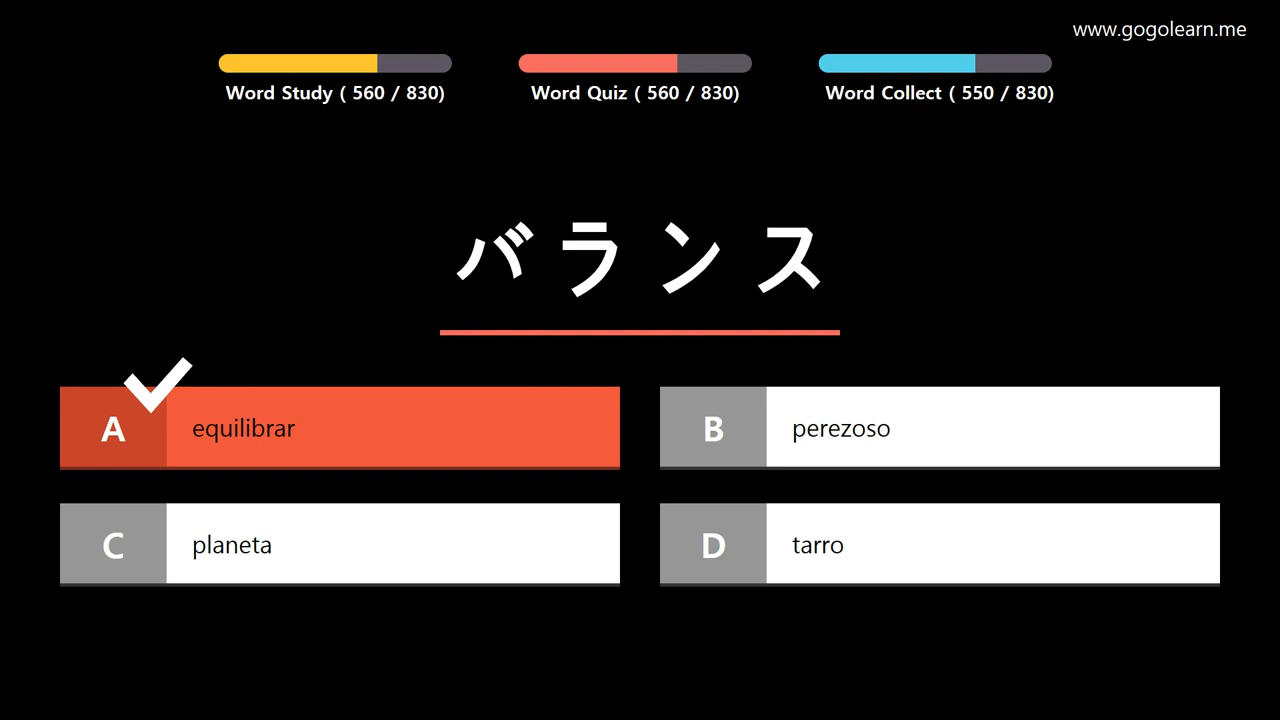 www.gogolearn.me
Word Study ( 560 / 830)
Word Quiz ( 560 / 830)
Word Collect ( 550 / 830)
バランス
A equilibrar
B perezoso
C planeta
D tarro